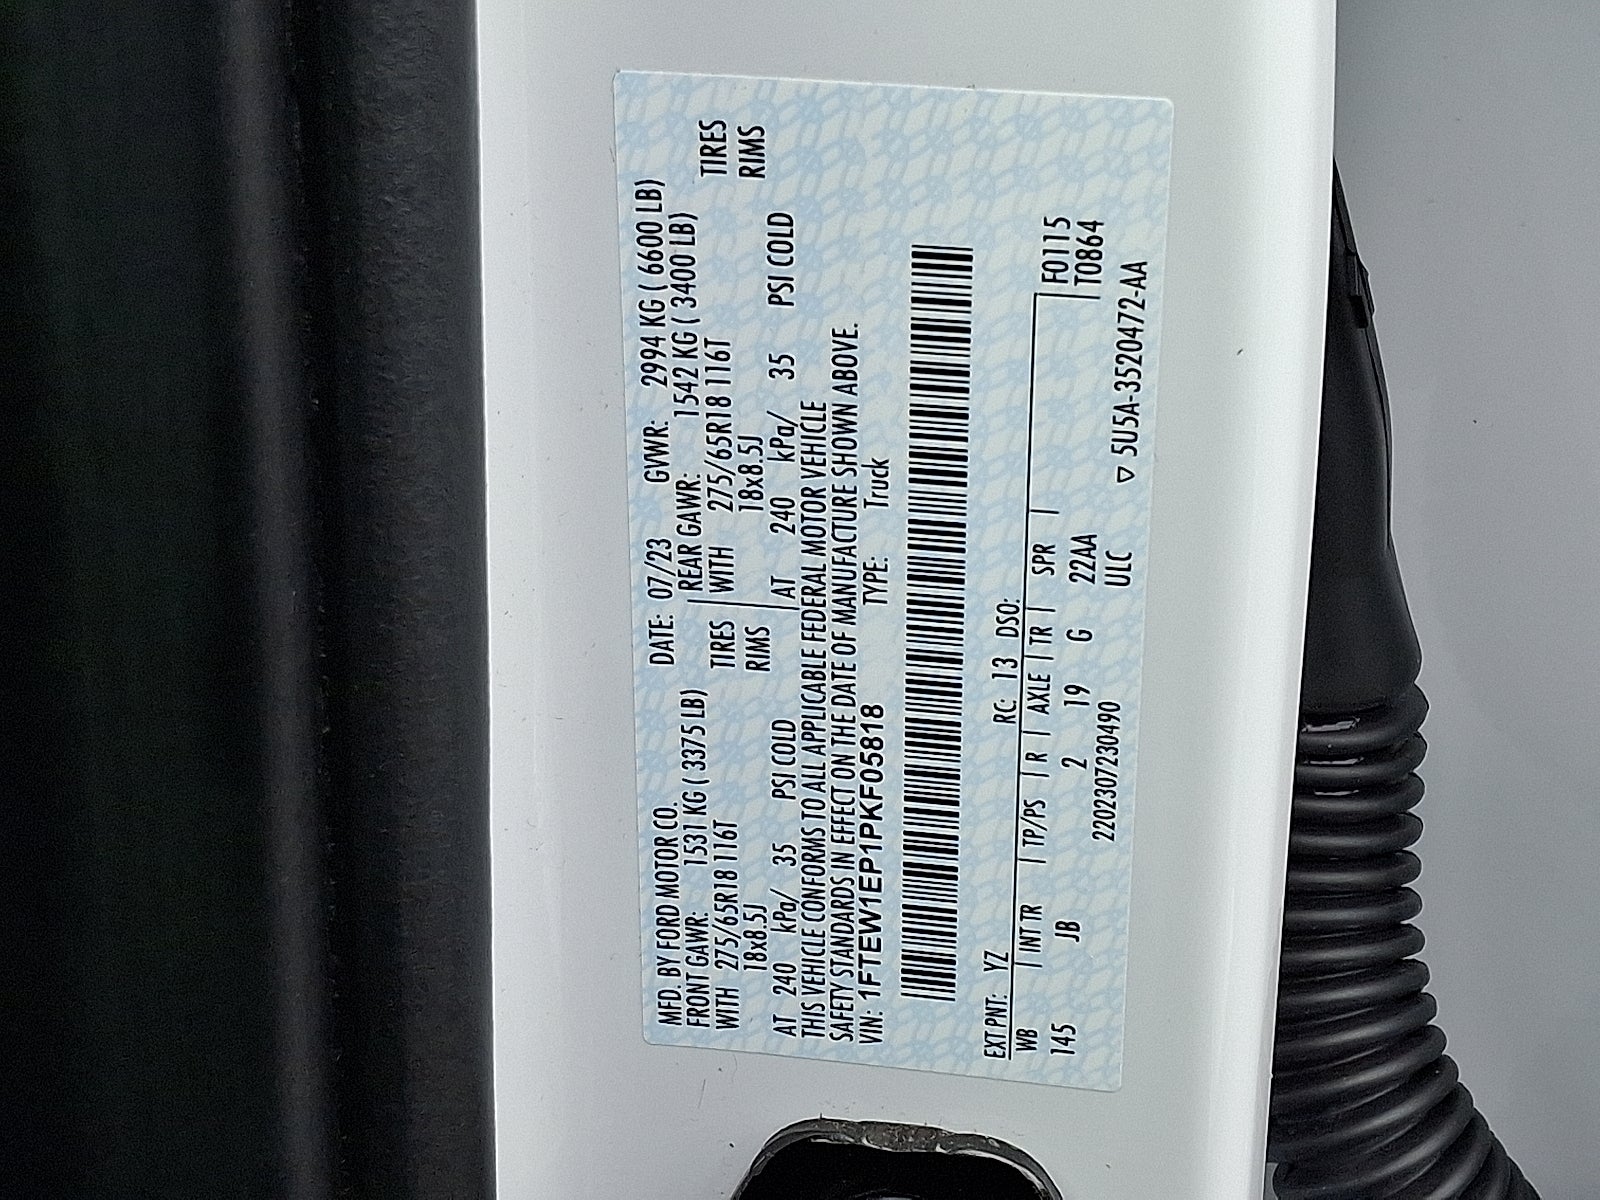 MFD. BY FORD MOTOR CO. DATE: 07/23 GVWR: 2994 KG ( 6600 LB)
FRONT GAWR: 1531 KG ( 3375 LB) REAR GAWR: 1542 KG ( 3400 LB)
WITH 275/65R18 116T TIRES WITH 275/65R18 116T TIRES
18x8.5J RIMS 18x8.5J RIMS
AT 240 kPa/ 35 PSI COLD AT 240 kPa/ 35 PSI COLD
THIS VEHICLE CONFORMS TO ALL APPLICABLE FEDERAL MOTOR VEHICLE
SAFETY STANDARDS IN EFFECT ON THE DATE OF MANUFACTURE SHOWN ABOVE.
VIN: 1FTEW1EP1PKF05818 TYPE: Truck
EXT PNT: YZ RC: 13 DSO:
WB | INT TR | TP/PS | R | AXLE | TR | SPR | F0115
145 JB 2 19 G 22AA T0864
2202307230490 ULC ▽ 5U5A-3520472-AA